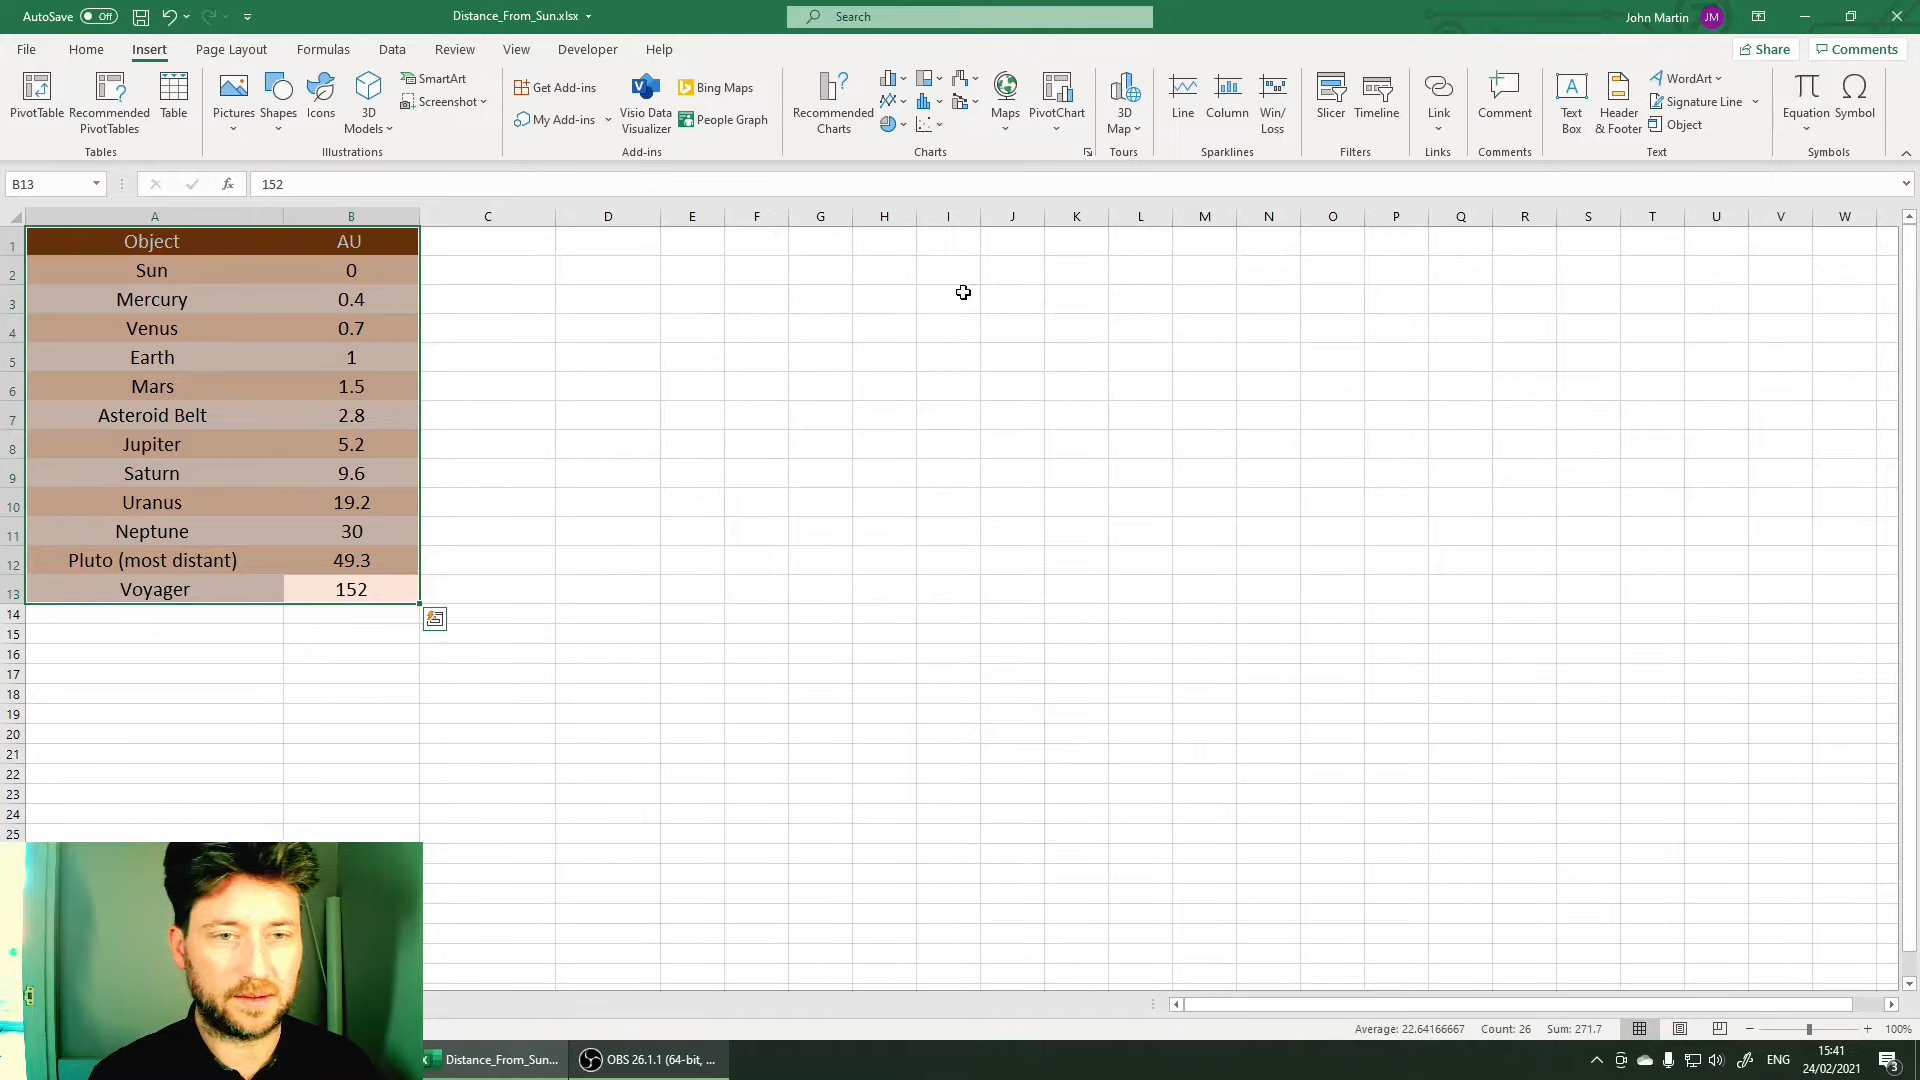 AutoSave Off Distance_From_Sun.xlsx Search John Martin JM
File Home Insert Page Layout Formulas Data Review View Developer Help Share Comments
PivotTable Recommended PivotTables Table
Tables
Pictures Shapes Icons 3D Models SmartArt Screenshot
Illustrations
Get Add-ins My Add-ins Visio Data Visualizer Bing Maps People Graph
Add-ins
Recommended Charts Maps PivotChart
Charts
3D Map
Tours
Line Column Win/Loss
Sparklines
Slicer Timeline
Filters
Link
Links
Comment
Comments
Text Box Header & Footer WordArt Signature Line Object
Text
Equation Symbol
Symbols
B13 fx 152
A B C D E F G H I J K L M N O P Q R S T U V W
1 Object AU
2 Sun 0
3 Mercury 0.4
4 Venus 0.7
5 Earth 1
6 Mars 1.5
7 Asteroid Belt 2.8
8 Jupiter 5.2
9 Saturn 9.6
10 Uranus 19.2
11 Neptune 30
12 Pluto (most distant) 49.3
13 Voyager 152
14
15
16
17
18
19
20
21
22
23
24
25
Average: 22.64166667 Count: 26 Sum: 271.7 100%
Distance_From_Sun... OBS 26.1.1 (64-bit, ... ENG 15:41
24/02/2021 3